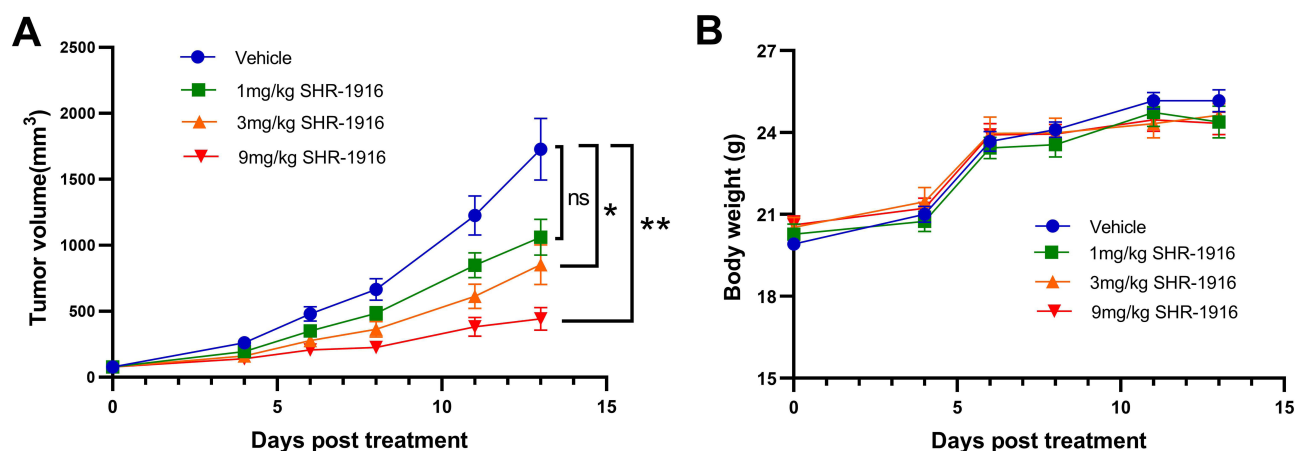 A
Tumor volume(mm³)
2500
2000
1500
1000
500
0
0
5
10
15
Days post treatment
Vehicle
1mg/kg SHR-1916
3mg/kg SHR-1916
9mg/kg SHR-1916
ns
*
**
B
Body weight (g)
27
24
21
18
15
0
5
10
15
Days post treatment
Vehicle
1mg/kg SHR-1916
3mg/kg SHR-1916
9mg/kg SHR-1916